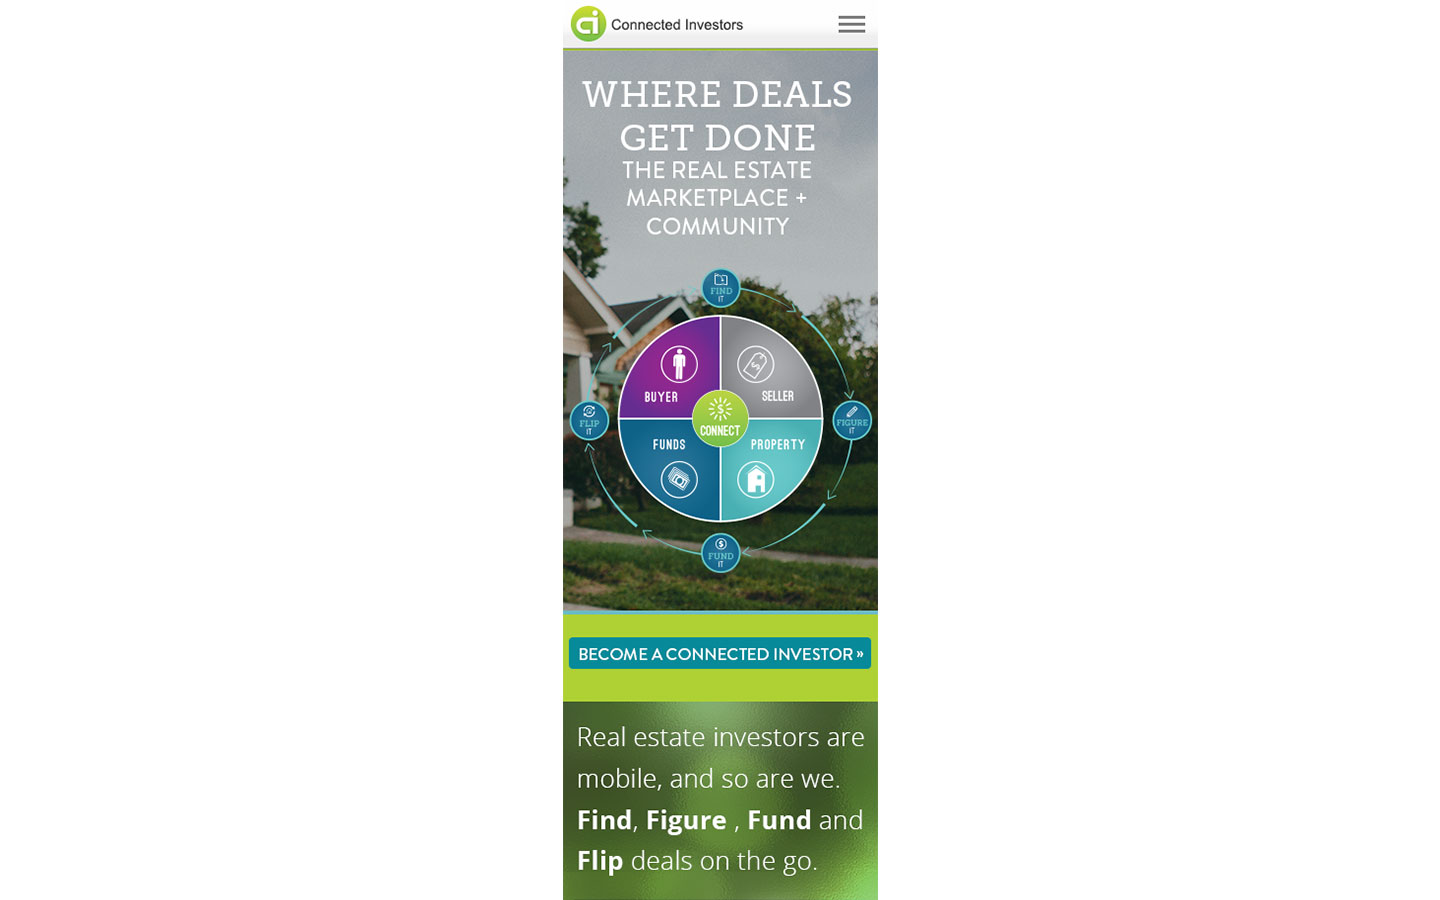 ci Connected Investors
WHERE DEALS
GET DONE
THE REAL ESTATE
MARKETPLACE +
COMMUNITY
FIND
IT
BUYER
SELLER
FLIP
IT
CONNECT
FIGURE
IT
FUNDS
PROPERTY
FUND
IT
BECOME A CONNECTED INVESTOR »
Real estate investors are
mobile, and so are we.
Find, Figure , Fund and
Flip deals on the go.